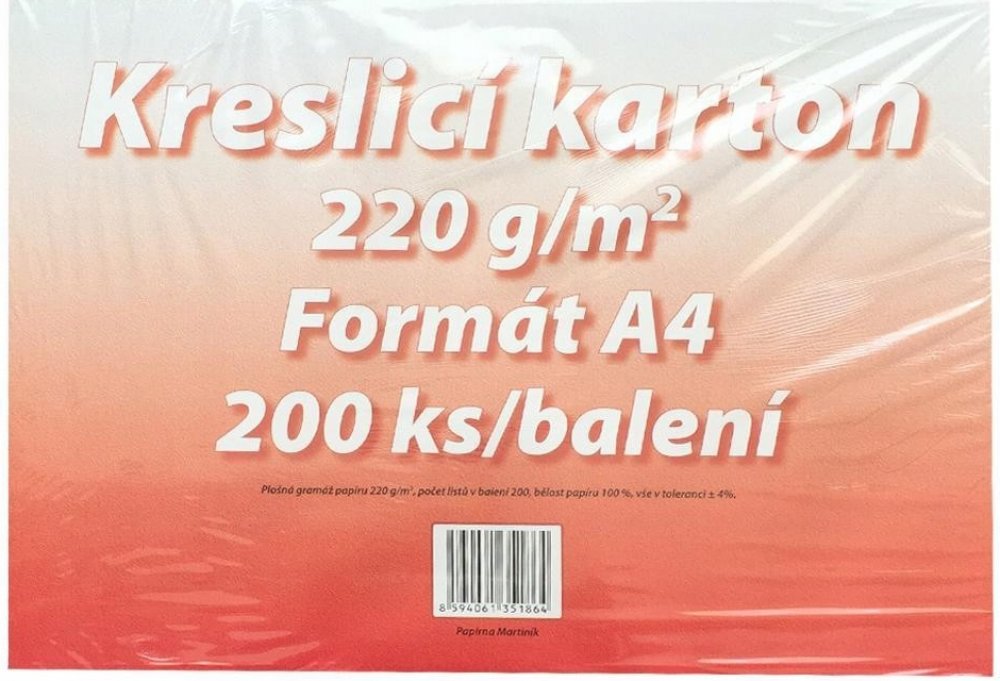 Kreslicí karton
220 g/m²
Formát A4
200 ks/balení
Plošná gramáž papíru 220 g/m², počet listů v balení 200, bělost papíru 100 %, vše v toleranci ± 4%.
8 594061 351864
Papírna Martiník